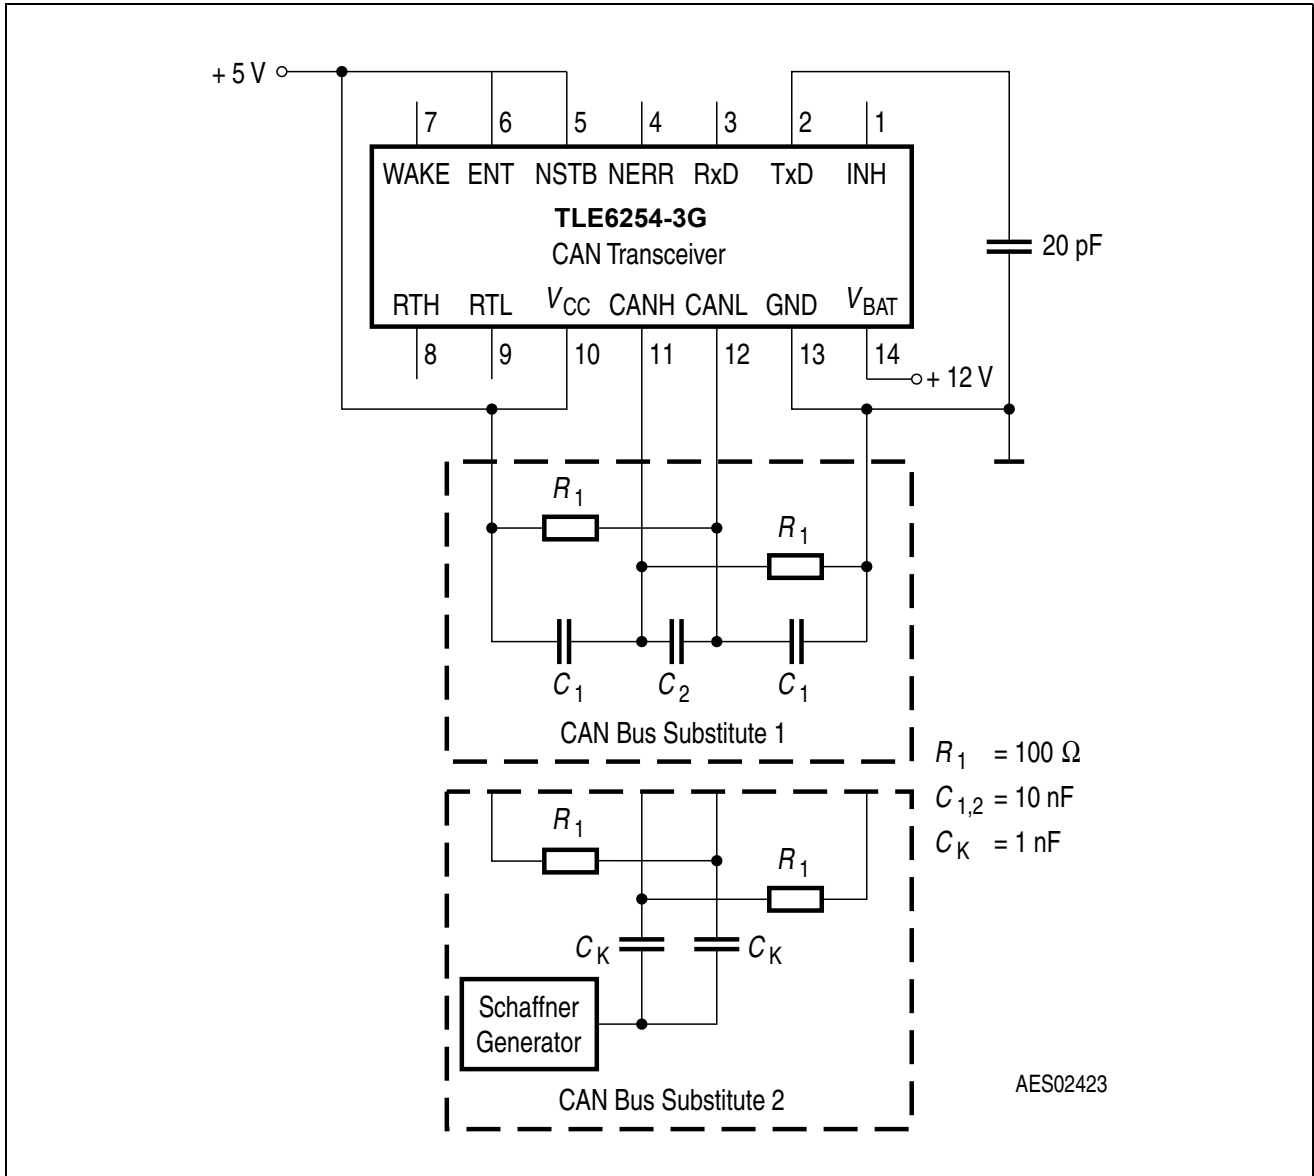 + 5 V
7 6 5 4 3 2 1
WAKE ENT NSTB NERR RxD TxD INH
TLE6254-3G
CAN Transceiver
20 pF
RTH RTL VCC CANH CANL GND VBAT
8 9 10 11 12 13 14
+ 12 V
R1
R1
C1 C2 C1
CAN Bus Substitute 1
R1 = 100 Ω
C1,2 = 10 nF
CK = 1 nF
R1
R1
CK CK
Schaffner
Generator
CAN Bus Substitute 2
AES02423